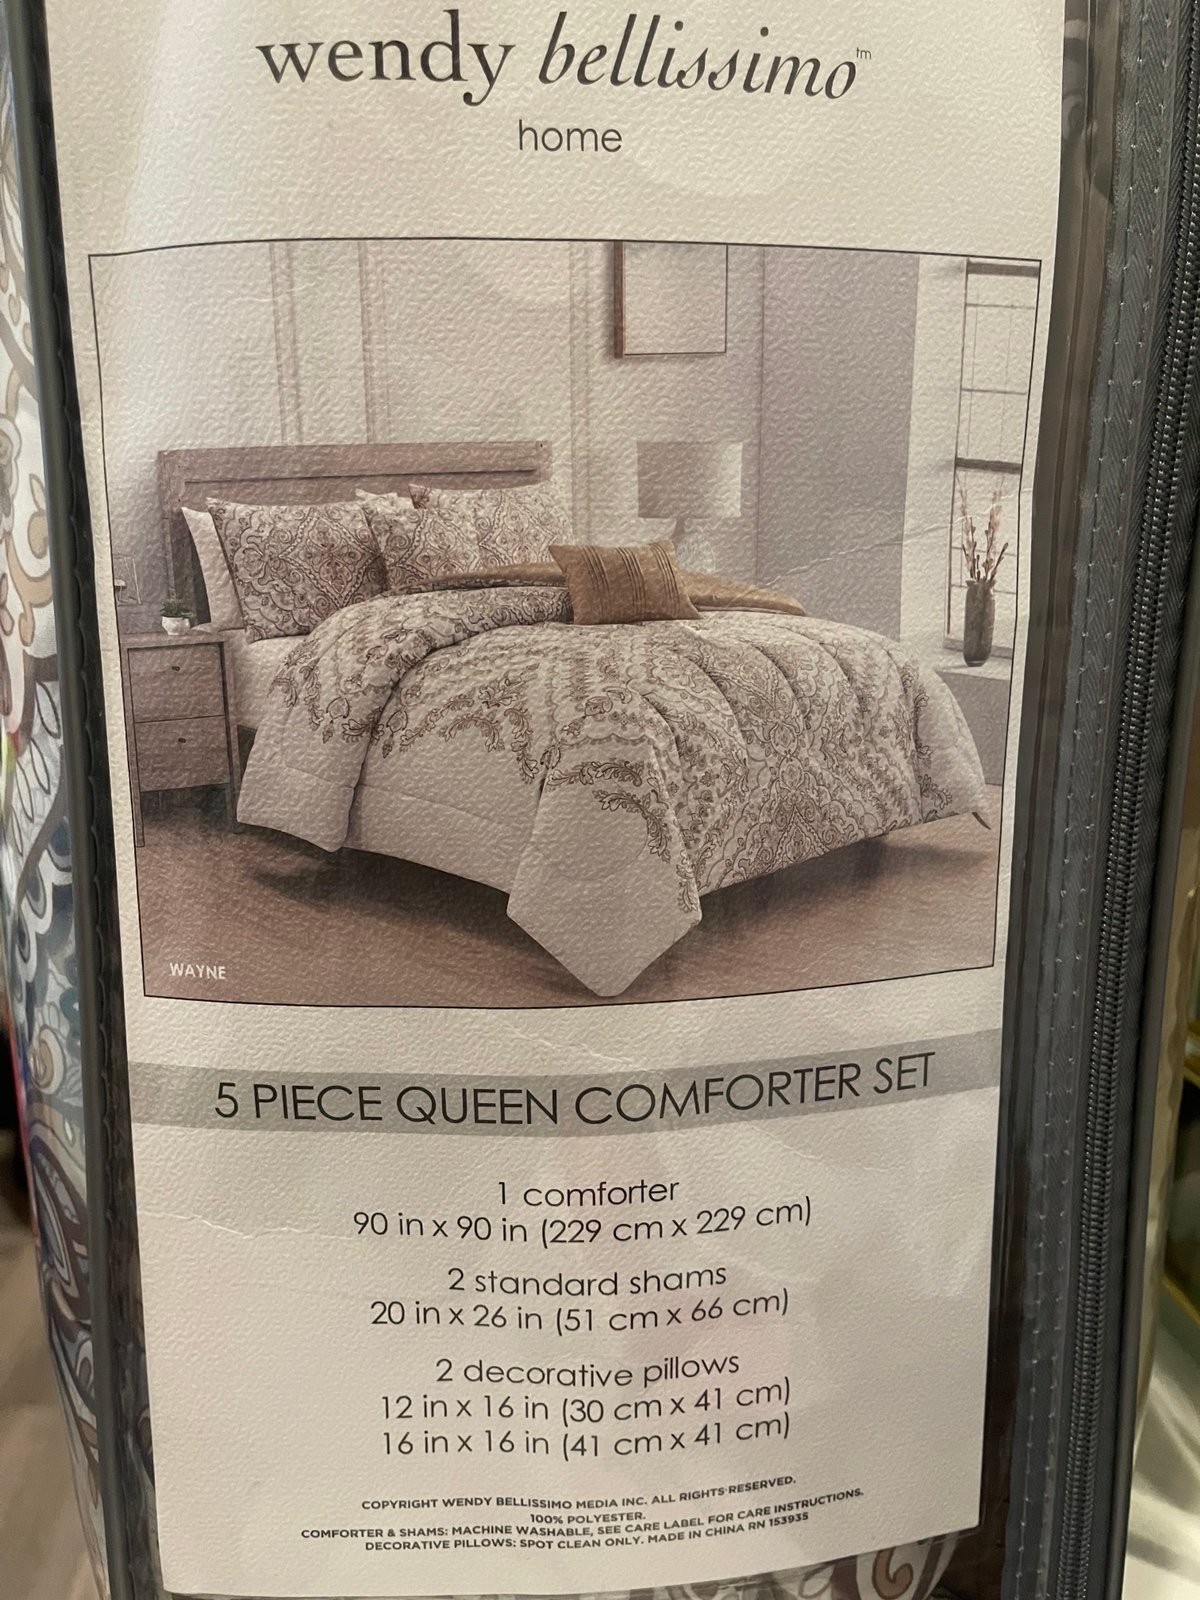 wendy bellissimo™
home
WAYNE
5 PIECE QUEEN COMFORTER SET
1 comforter
90 in x 90 in (229 cm x 229 cm)
2 standard shams
20 in x 26 in (51 cm x 66 cm)
2 decorative pillows
12 in x 16 in (30 cm x 41 cm)
16 in x 16 in (41 cm x 41 cm)
COPYRIGHT WENDY BELLISSIMO MEDIA INC. ALL RIGHTS RESERVED.
100% POLYESTER.
COMFORTER & SHAMS: MACHINE WASHABLE, SEE CARE LABEL FOR CARE INSTRUCTIONS.
DECORATIVE PILLOWS: SPOT CLEAN ONLY. MADE IN CHINA RN 153935